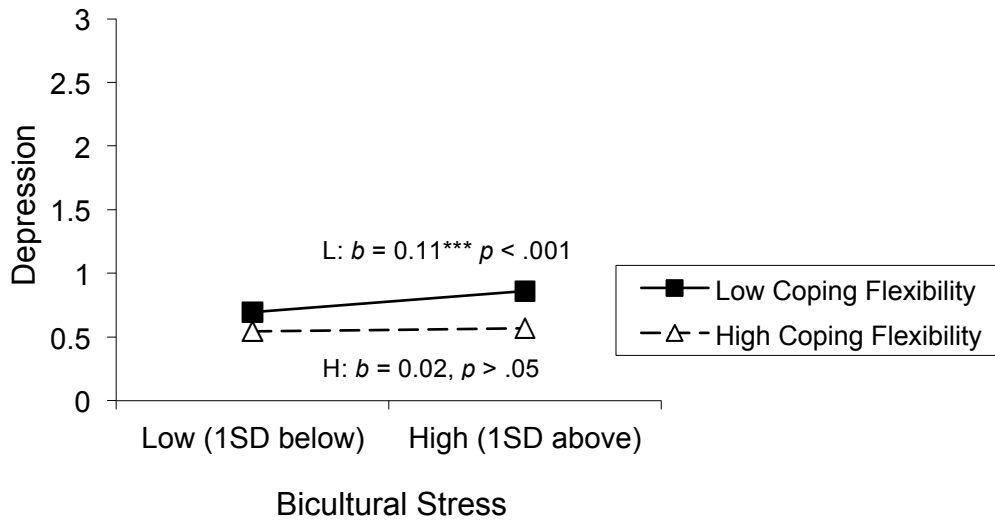 3
2.5
2
1.5
1
0.5
0
Depression
L: b = 0.11*** p < .001
H: b = 0.02, p > .05
Low Coping Flexibility
High Coping Flexibility
Low (1SD below) High (1SD above)
Bicultural Stress